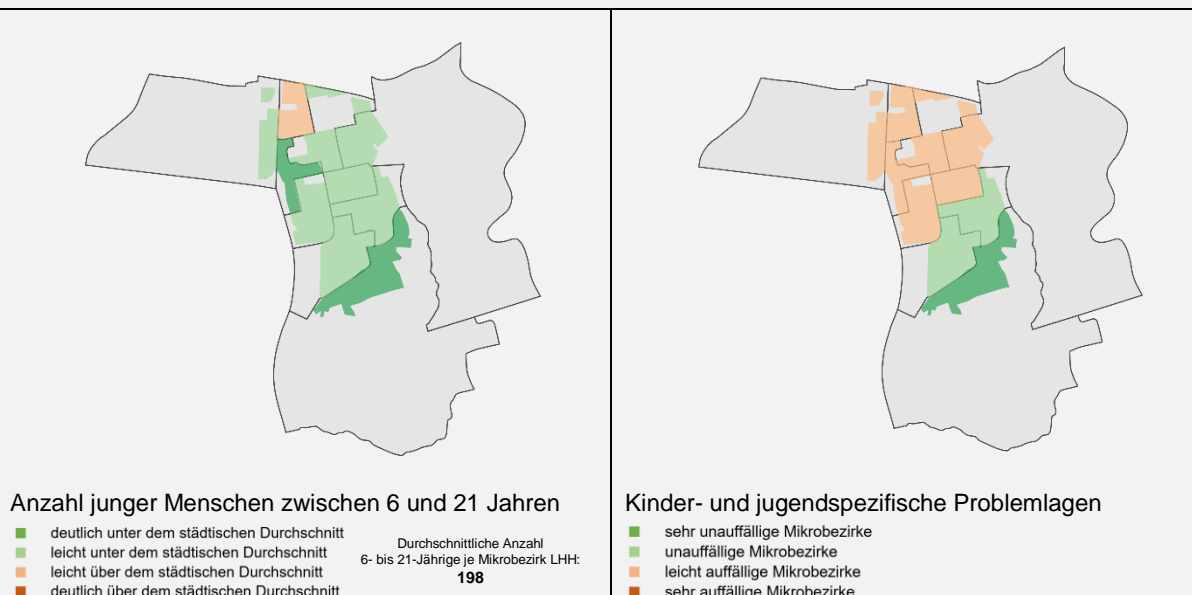 Anzahl junger Menschen zwischen 6 und 21 Jahren
deutlich unter dem städtischen Durchschnitt
leicht unter dem städtischen Durchschnitt
leicht über dem städtischen Durchschnitt
deutlich über dem städtischen Durchschnitt
Durchschnittliche Anzahl
6- bis 21-Jährige je Mikrobezirk LHH:
198
Kinder- und jugendspezifische Problemlagen
sehr unauffällige Mikrobezirke
unauffällige Mikrobezirke
leicht auffällige Mikrobezirke
sehr auffällige Mikrobezirke